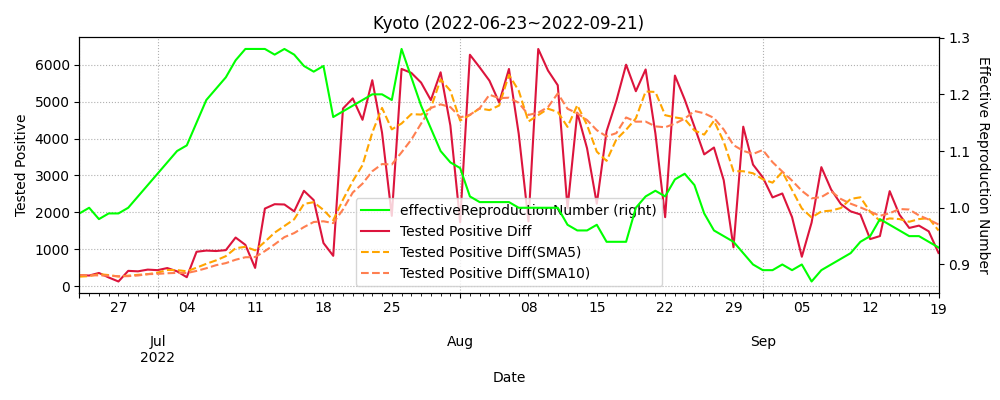 Kyoto (2022-06-23~2022-09-21)
Tested Positive
6000
5000
4000
3000
2000
1000
0
1.3
1.2
1.1
1.0
0.9
Effective Reproduction Number
effectiveReproductionNumber (right)
Tested Positive Diff
Tested Positive Diff(SMA5)
Tested Positive Diff(SMA10)
27 04 11 18 25 08 15 22 29 05 12 19
Jul Aug Sep
2022
Date